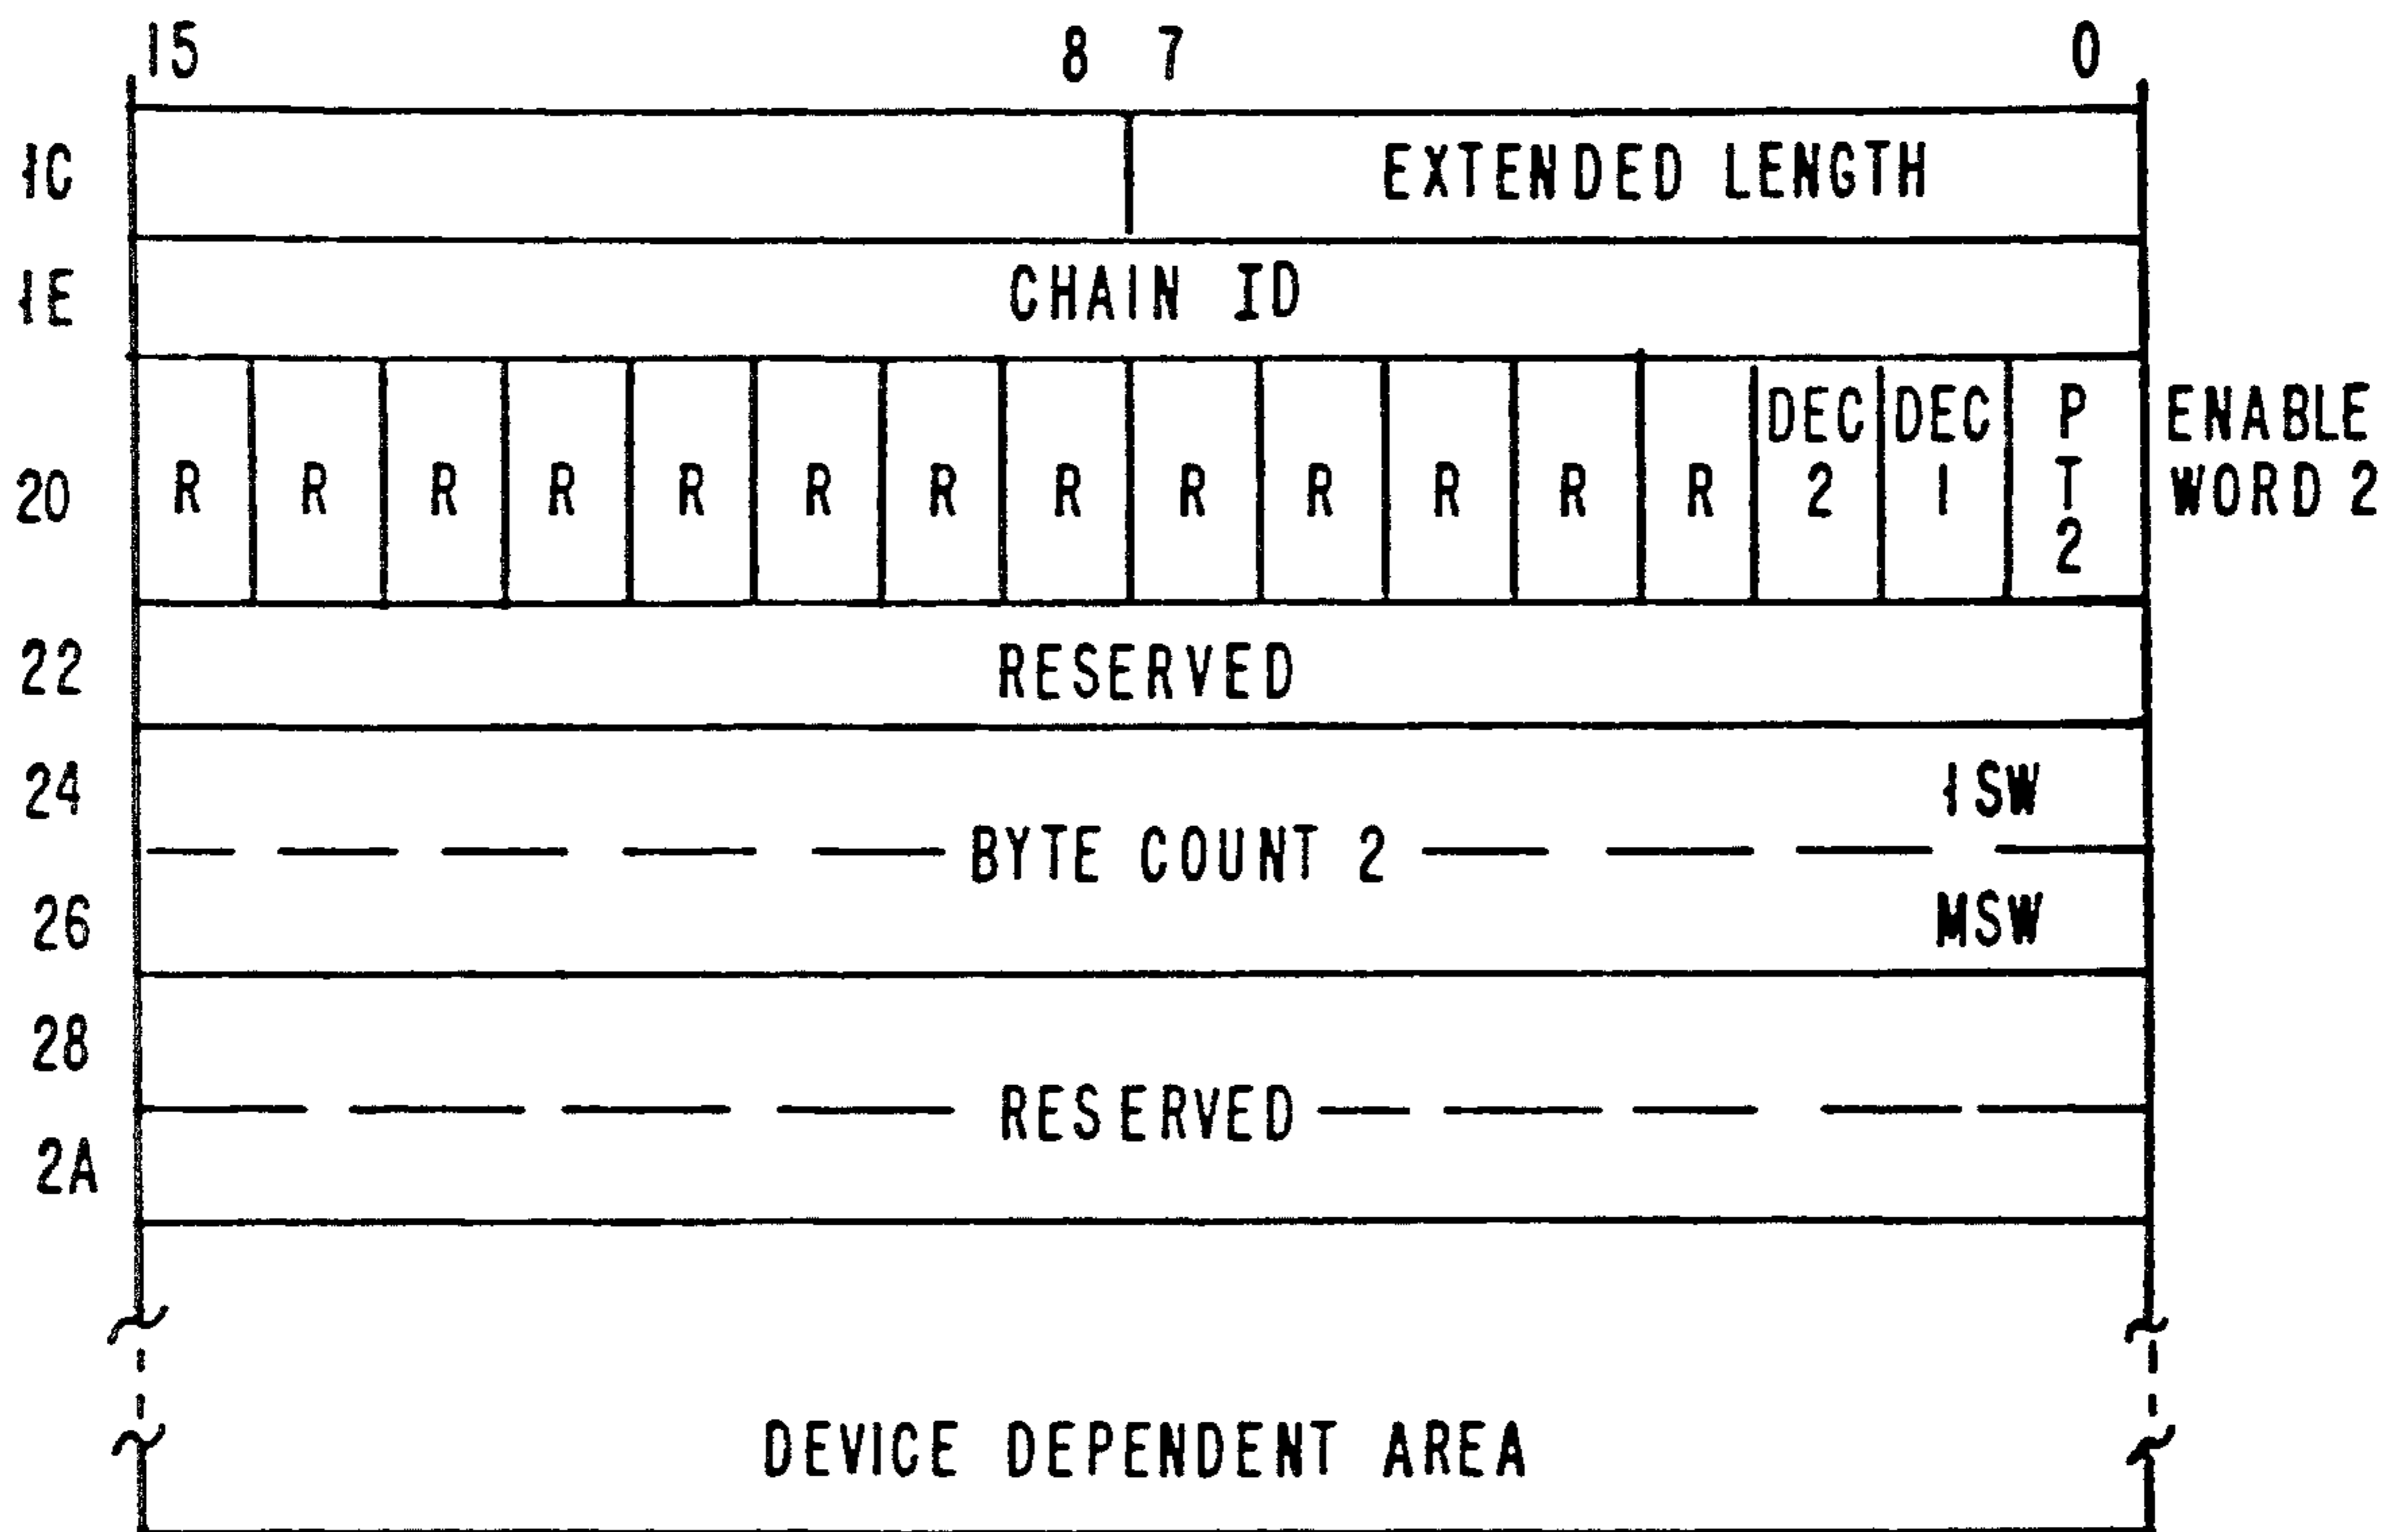 15 8 7 0
1C EXTENDED LENGTH
1E CHAIN ID
20 R R R R R R R R R R R R R DEC 2 DEC 1 P T 2 ENABLE WORD 2
22 RESERVED
24 1SW
BYTE COUNT 2
26 MSW
28
RESERVED
2A
DEVICE DEPENDENT AREA